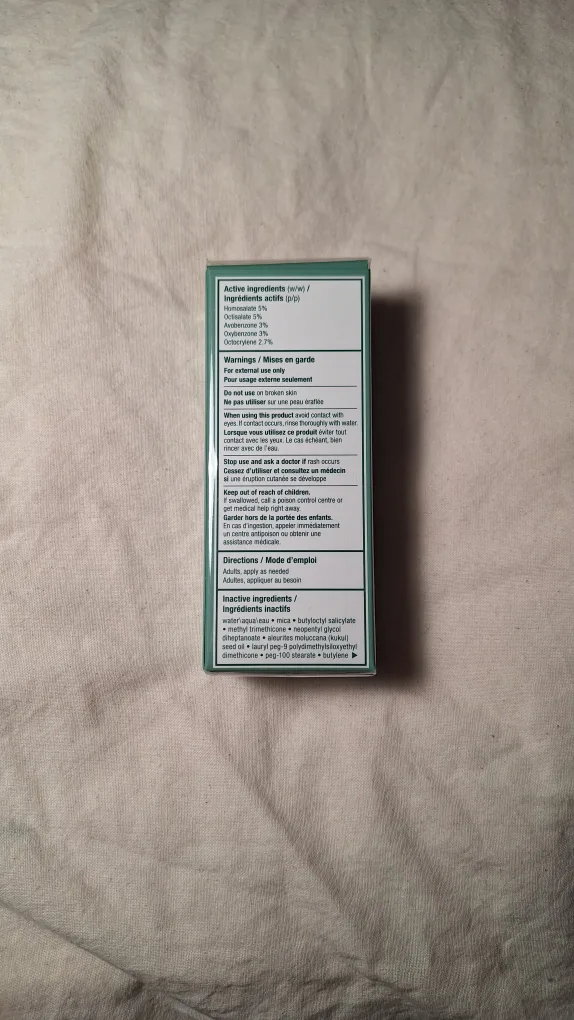 Active ingredients (w/w) /
Ingrédients actifs (p/p)
Homosalate 5%
Octisalate 5%
Avobenzone 3%
Oxybenzone 3%
Octocrylene 2.7%
Warnings / Mises en garde
For external use only
Pour usage externe seulement
Do not use on broken skin
Ne pas utiliser sur une peau éraflée
When using this product avoid contact with
eyes. If contact occurs, rinse thoroughly with water.
Lorsque vous utilisez ce produit éviter tout
contact avec les yeux. Le cas échéant, bien
rincer avec de l'eau.
Stop use and ask a doctor if rash occurs
Cessez d'utiliser et consultez un médecin
si une éruption cutanée se développe
Keep out of reach of children.
If swallowed, call a poison control centre or
get medical help right away.
Garder hors de la portée des enfants.
En cas d'ingestion, appeler immédiatement
un centre antipoison ou obtenir une
assistance médicale.
Directions / Mode d'emploi
Adults, apply as needed
Adultes, appliquer au besoin
Inactive ingredients /
Ingrédients inactifs
water\aqua\eau • mica • butyloctyl salicylate
• methyl trimethicone • neopentyl glycol
diheptanoate • aleurites moluccana (kukui)
seed oil • lauryl peg-9 polydimethylsiloxyethyl
dimethicone • peg-100 stearate • butylene ▶